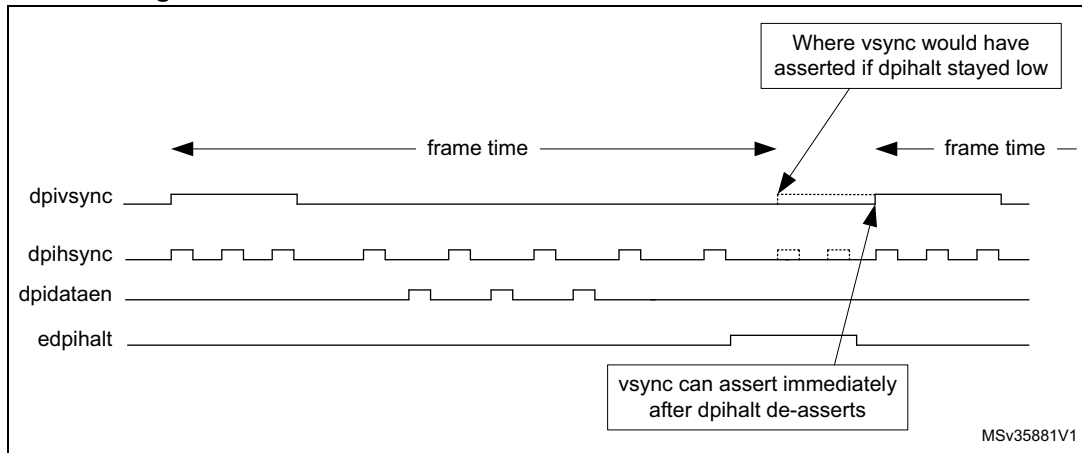 Where vsync would have
asserted if dpihalt stayed low
frame time
frame time
dpivsync
dpihsync
dpidataen
edpihalt
vsync can assert immediately
after dpihalt de-asserts
MSv35881V1